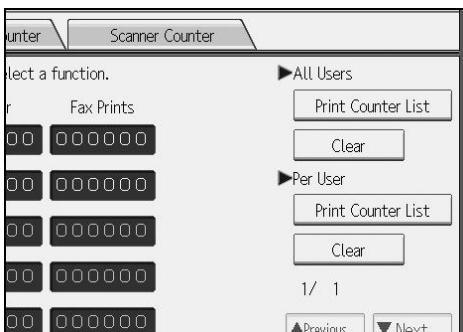 unter Scanner Counter
lect a function.
r Fax Prints
00 000000
00 000000
00 000000
00 000000
00 000000
▶All Users
Print Counter List
Clear
▶Per User
Print Counter List
Clear
1/ 1
▲Previous ▼Next